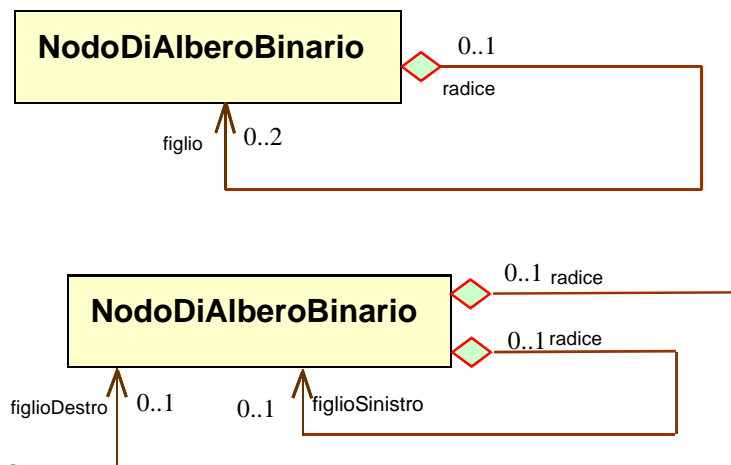 NodoDiAlberoBinario
0..1
radice
figlio
0..2
0..1 radice
NodoDiAlberoBinario
0..1 radice
figlioDestro 0..1
0..1 figlioSinistro